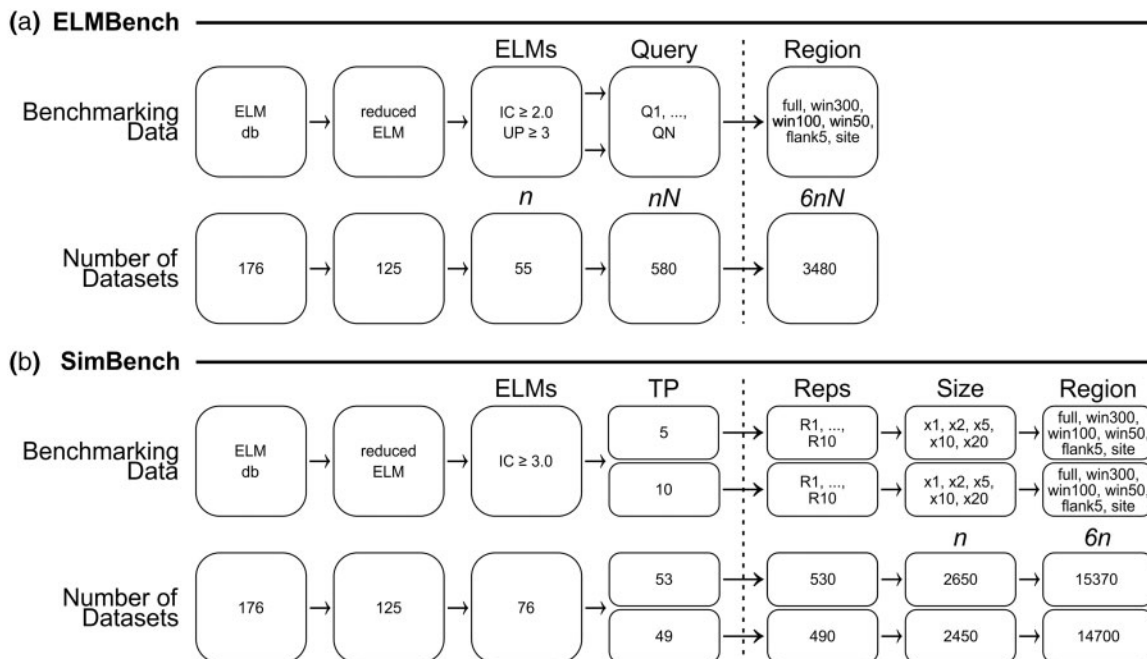 (a) ELMBench
ELMs Query Region
Benchmarking Data
ELM db
reduced ELM
IC ≥ 2.0
UP ≥ 3
Q1, ..., QN
full, win300,
win100, win50,
flank5, site
n nN 6nN
Number of Datasets
176 125 55 580 3480
(b) SimBench
ELMs TP Reps Size Region
Benchmarking Data
ELM db
reduced ELM
IC ≥ 3.0
5
R1, ..., R10
x1, x2, x5,
x10, x20
full, win300,
win100, win50,
flank5, site
10
R1, ..., R10
x1, x2, x5,
x10, x20
full, win300,
win100, win50,
flank5, site
n 6n
Number of Datasets
176 125 76
53 530 2650 15370
49 490 2450 14700